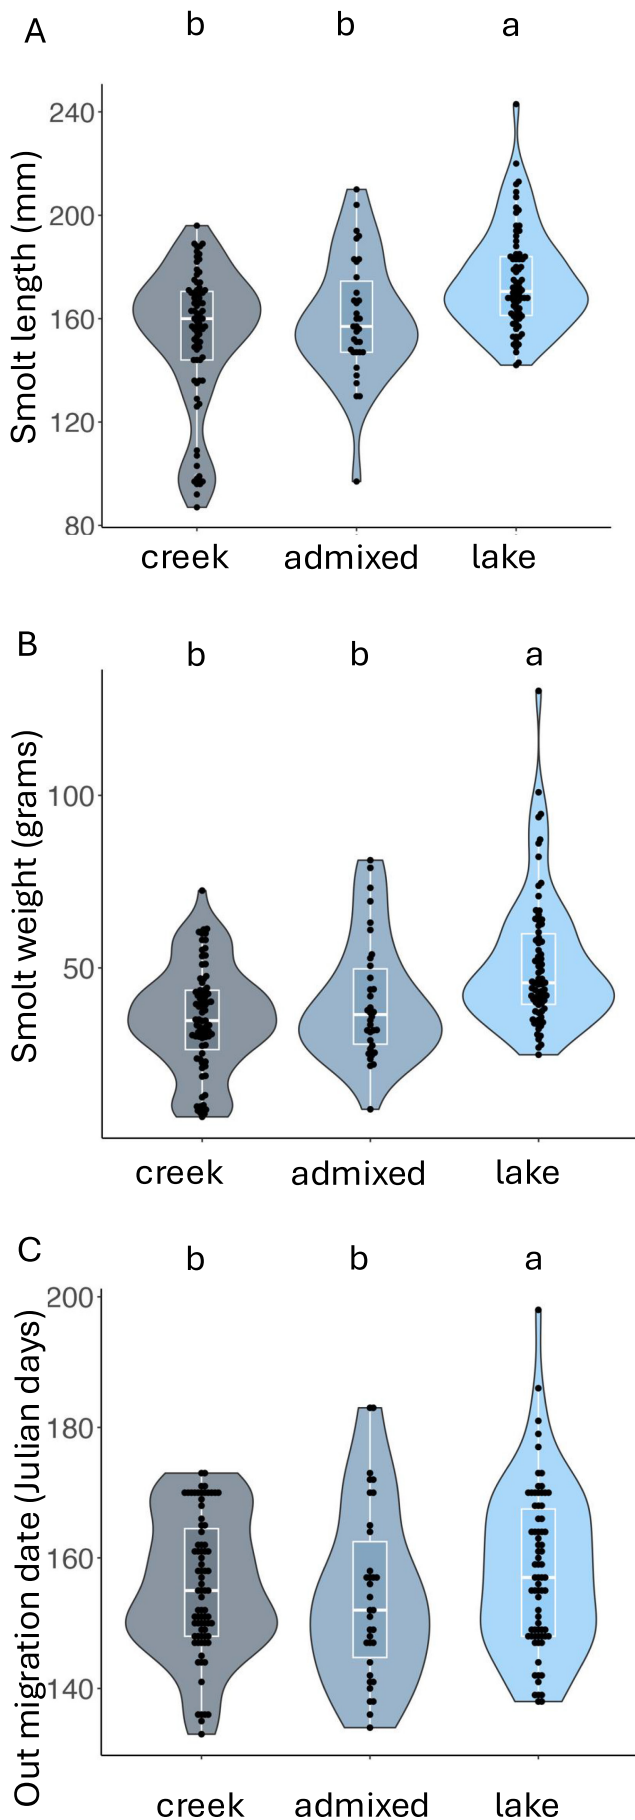 A
b b a
Smolt length (mm)
240
200
160
120
80
creek admixed lake
B
b b a
Smolt weight (grams)
100
50
creek admixed lake
C
b b a
Out migration date (Julian days)
200
180
160
140
creek admixed lake